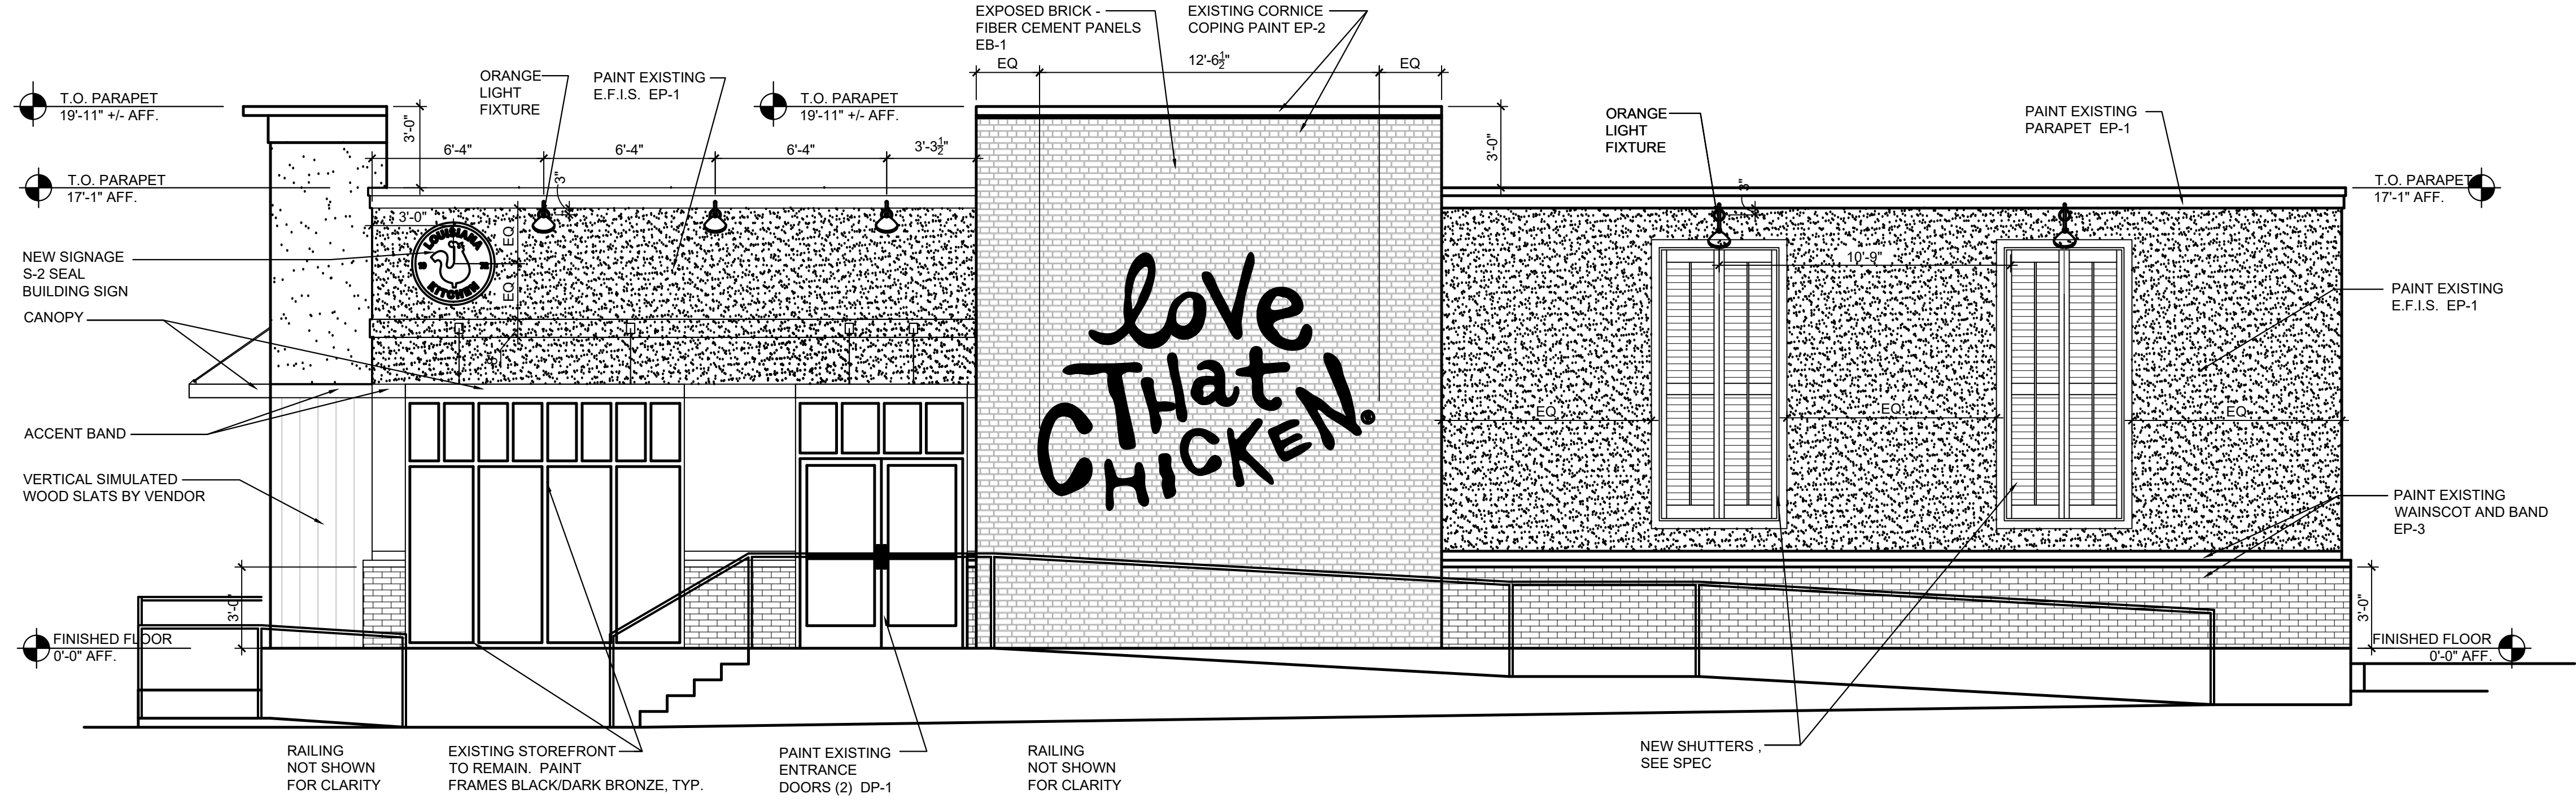 EXPOSED BRICK -
FIBER CEMENT PANELS
EB-1
EXISTING CORNICE
COPING PAINT EP-2
EQ
12'-6½"
EQ
ORANGE
LIGHT
FIXTURE
PAINT EXISTING
E.F.I.S. EP-1
T.O. PARAPET
19'-11" +/- AFF.
T.O. PARAPET
19'-11" +/- AFF.
3'-0"
6'-4"
6'-4"
6'-4"
3'-3½"
3'-0"
ORANGE
LIGHT
FIXTURE
PAINT EXISTING
PARAPET EP-1
T.O. PARAPET
17'-1" AFF.
T.O. PARAPET
17'-1" AFF.
3"
3"
3'-0"
EQ
EQ
LOUISIANA
19 72
KITCHEN
NEW SIGNAGE
S-2 SEAL
BUILDING SIGN
CANOPY
10'-9"
PAINT EXISTING
E.F.I.S. EP-1
love
THat
CHICKEN.
EQ
EQ
EQ
ACCENT BAND
VERTICAL SIMULATED
WOOD SLATS BY VENDOR
PAINT EXISTING
WAINSCOT AND BAND
EP-3
3'-0"
3'-0"
FINISHED FLOOR
0'-0" AFF.
FINISHED FLOOR
0'-0" AFF.
RAILING
NOT SHOWN
FOR CLARITY
EXISTING STOREFRONT
TO REMAIN. PAINT
FRAMES BLACK/DARK BRONZE, TYP.
PAINT EXISTING
ENTRANCE
DOORS (2) DP-1
RAILING
NOT SHOWN
FOR CLARITY
NEW SHUTTERS ,
SEE SPEC